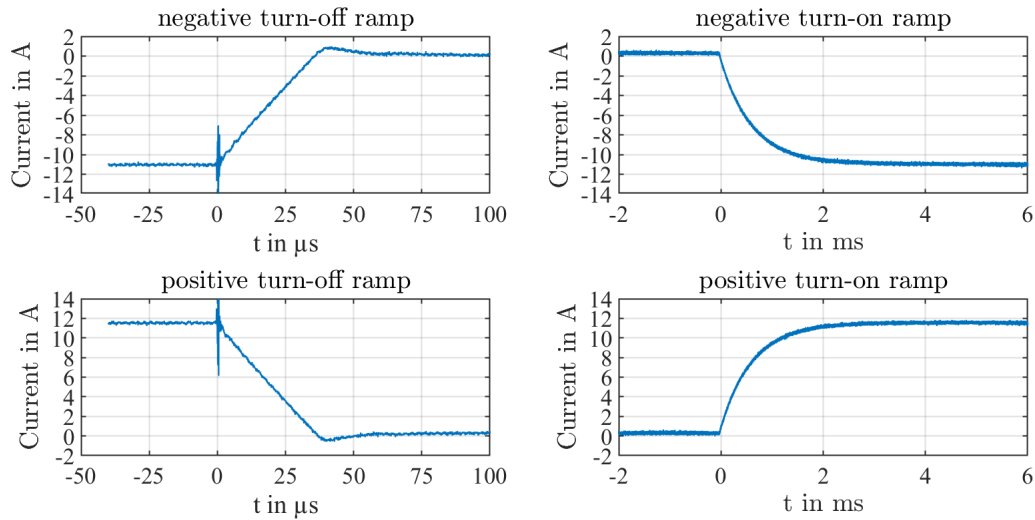 negative turn-off ramp
Current in A
2
0
-2
-4
-6
-8
-10
-12
-14
-50 -25 0 25 50 75 100
t in μs
negative turn-on ramp
Current in A
2
0
-2
-4
-6
-8
-10
-12
-14
-2 0 2 4 6
t in ms
positive turn-off ramp
Current in A
14
12
10
8
6
4
2
0
-2
-50 -25 0 25 50 75 100
t in μs
positive turn-on ramp
Current in A
14
12
10
8
6
4
2
0
-2
-2 0 2 4 6
t in ms